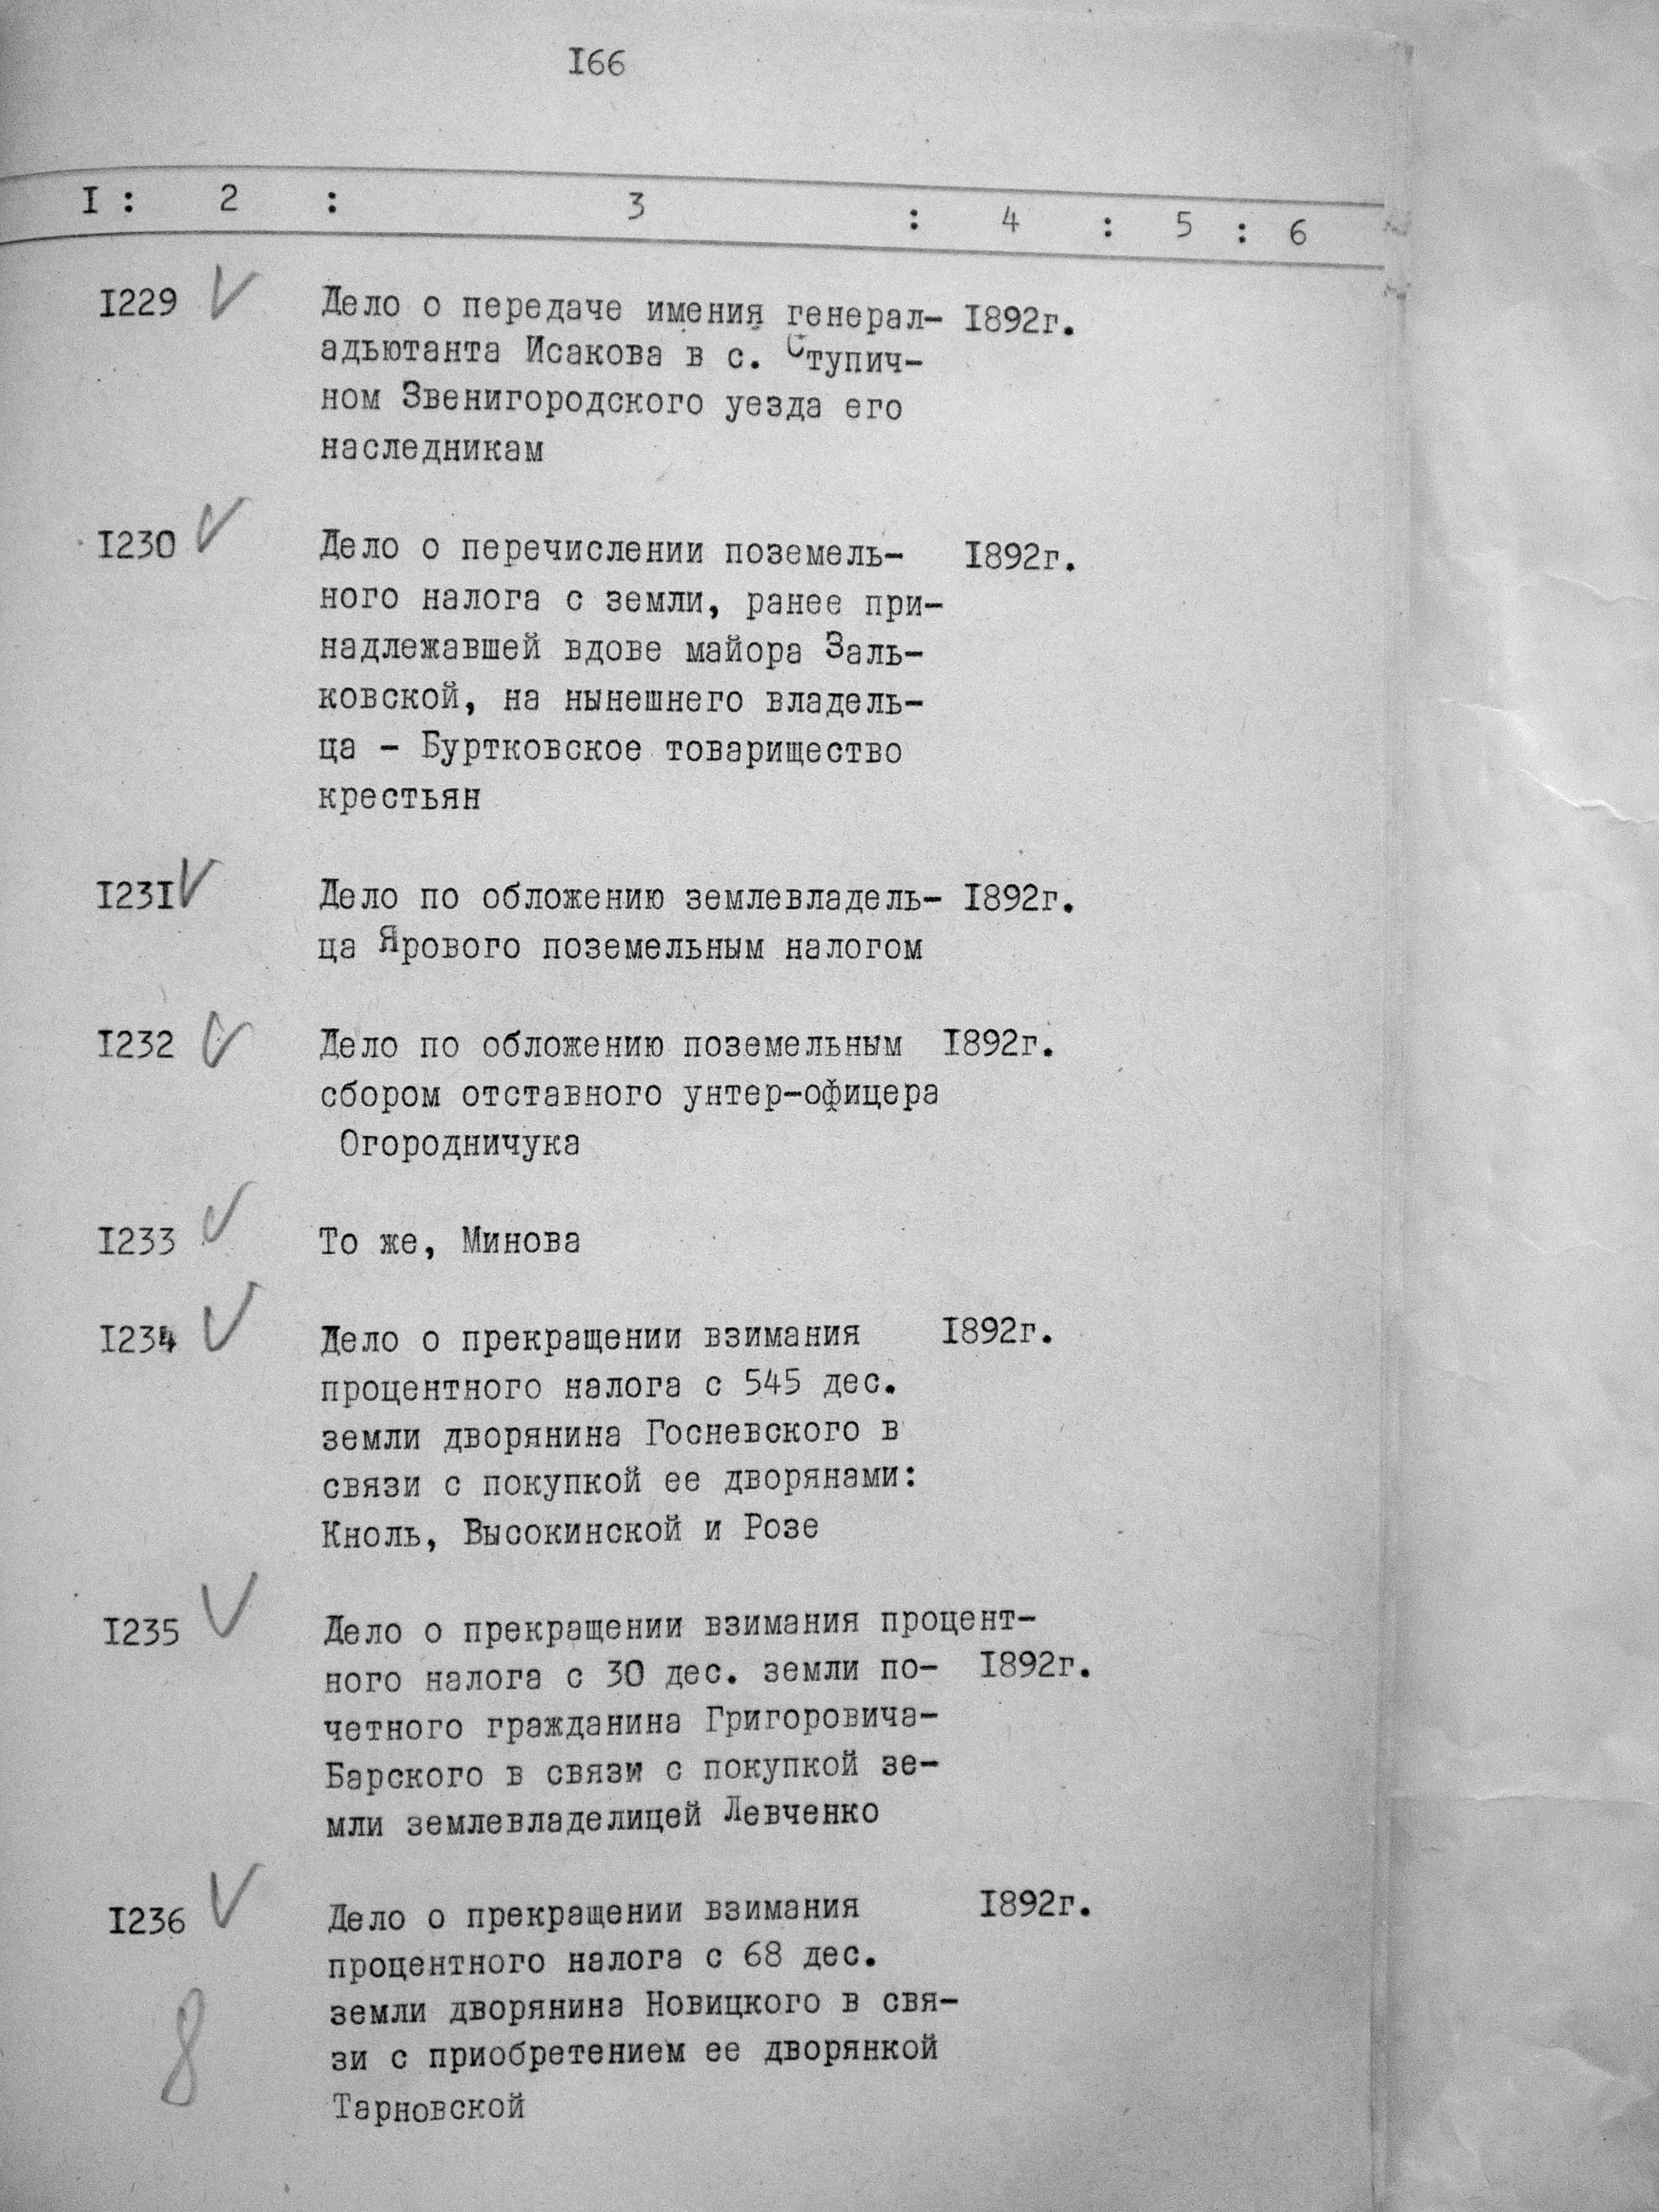 I66
I : 2 : 3 : 4 : 5 : 6
I229 Дело о передаче имения генерал- I892г.
адьютанта Исакова в с. Ступич-
ном Звенигородского уезда его
наследникам
I230 Дело о перечислении поземель- I892г.
ного налога с земли, ранее при-
надлежавшей вдове майора Заль-
ковской, на нынешнего владель-
ца - Буртковское товарищество
крестьян
I23I Дело по обложению землевладель- I892г.
ца Ярового поземельным налогом
I232 Дело по обложению поземельным I892г.
сбором отставного унтер-офицера
Огородничука
I233 То же, Минова
I234 Дело о прекращении взимания I892г.
процентного налога с 545 дес.
земли дворянина Госневского в
связи с покупкой ее дворянами:
Кноль, Высокинской и Розе
I235 Дело о прекращении взимания процент-
ного налога с 30 дес. земли по- I892г.
четного гражданина Григоровича-
Барского в связи с покупкой зе-
мли землевладелицей Левченко
I236 Дело о прекращении взимания I892г.
процентного налога с 68 дес.
земли дворянина Новицкого в свя-
зи с приобретением ее дворянкой
Тарновской
8